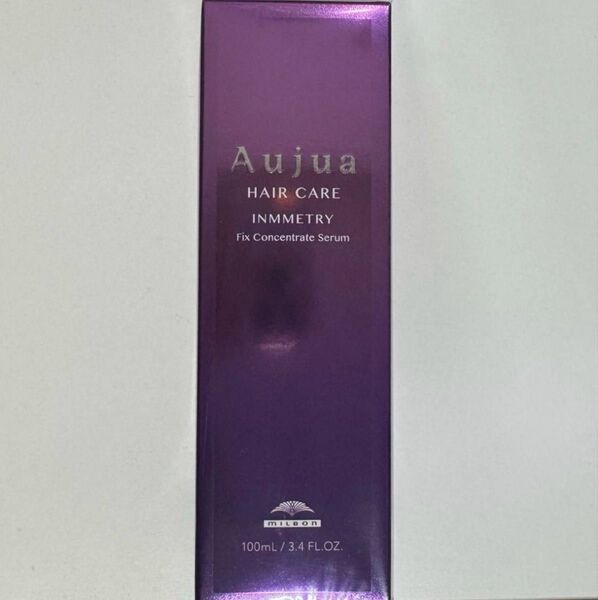 Aujua
HAIR CARE
INMMETRY
Fix Concentrate Serum
MILBON
100mL / 3.4 FL.OZ.